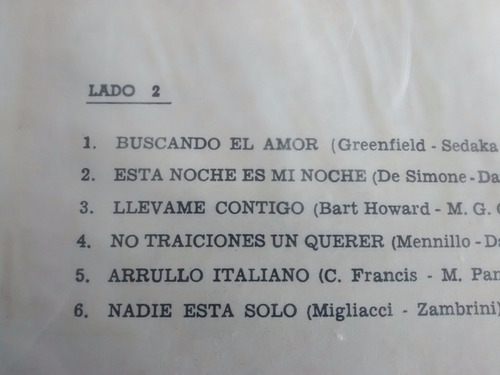 LADO 2
1. BUSCANDO EL AMOR (Greenfield - Sedaka
2. ESTA NOCHE ES MI NOCHE (De Simone - Da
3. LLEVAME CONTIGO (Bart Howard - M. G.
4. NO TRAICIONES UN QUERER (Mennillo - Da
5. ARRULLO ITALIANO (C. Francis - M. Pan
6. NADIE ESTA SOLO (Migliacci - Zambrini)